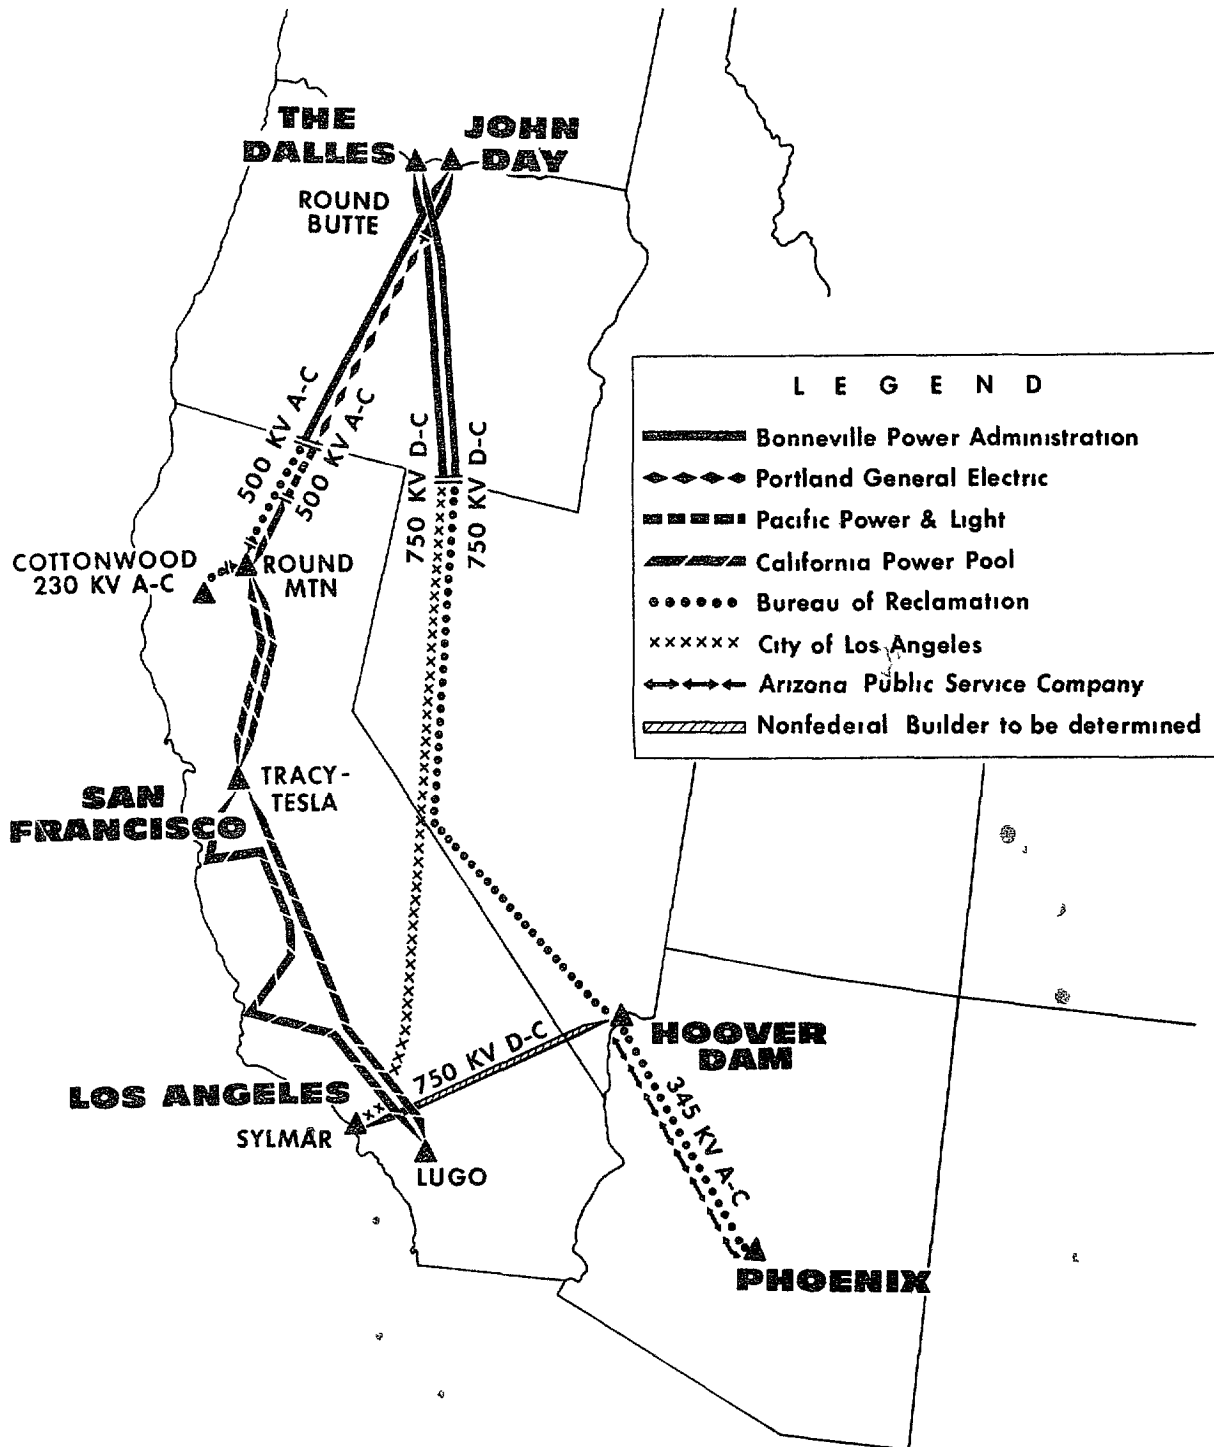 THE
DALLES
JOHN
DAY
ROUND
BUTTE
500 KV A-C
500 KV A-C
750 KV D-C
750 KV D-C
LEGEND
Bonneville Power Administration
Portland General Electric
Pacific Power & Light
California Power Pool
Bureau of Reclamation
City of Los Angeles
Arizona Public Service Company
Nonfederal Builder to be determined
COTTONWOOD
230 KV A-C
ROUND
MTN
TRACY-
TESLA
SAN
FRANCISCO
HOOVER
DAM
750 KV D-C
LOS ANGELES
SYLMAR
LUGO
345 KV A-C
PHOENIX